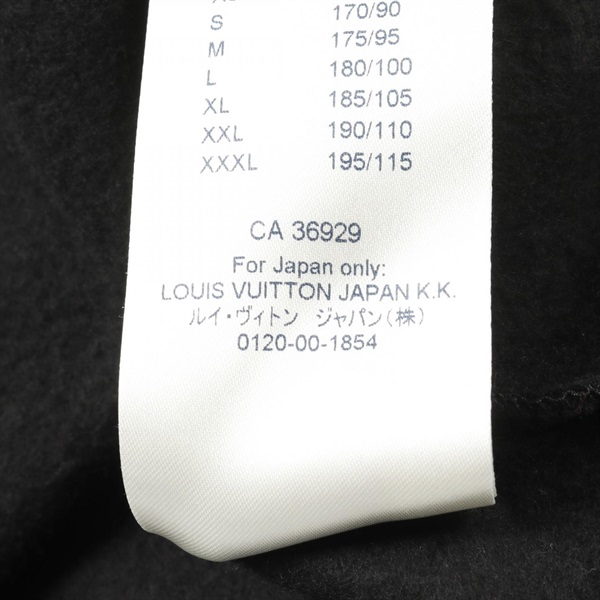 S 170/90
M 175/95
L 180/100
XL 185/105
XXL 190/110
XXXL 195/115
CA 36929
For Japan only:
LOUIS VUITTON JAPAN K.K.
ルイ・ヴィトン ジャパン(株)
0120-00-1854